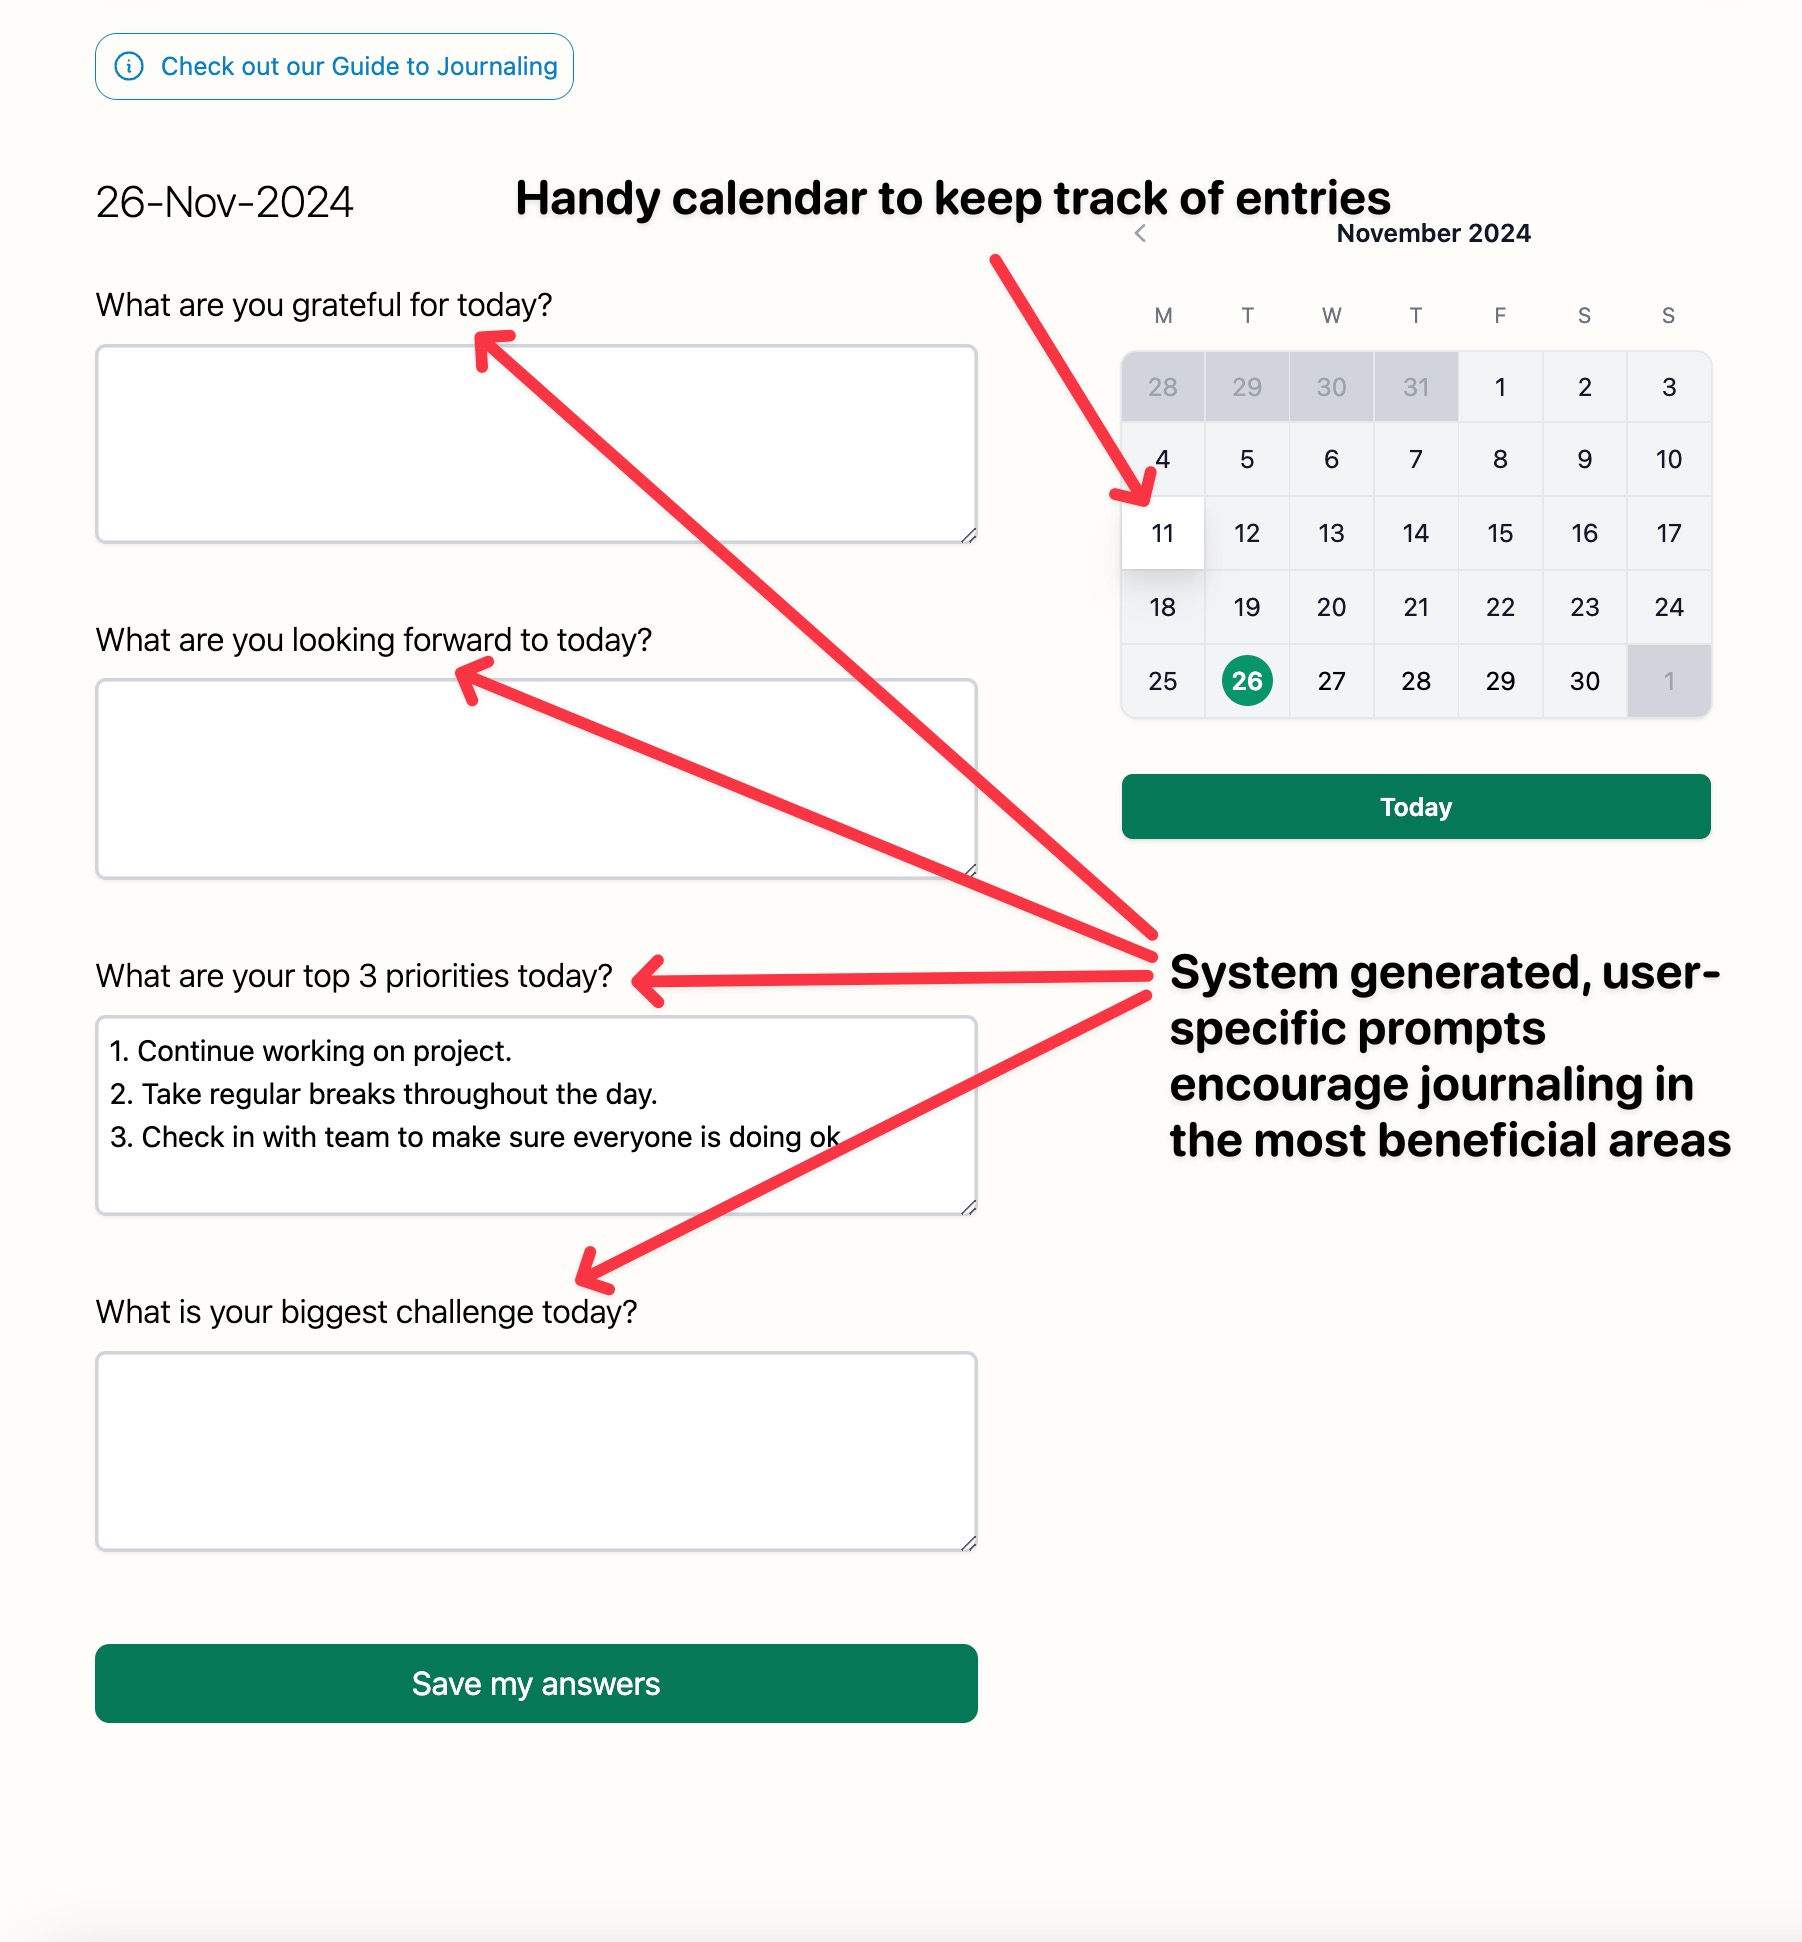 Check out our Guide to Journaling
26-Nov-2024
Handy calendar to keep track of entries
What are you grateful for today?
What are you looking forward to today?
What are your top 3 priorities today?
1. Continue working on project.
2. Take regular breaks throughout the day.
3. Check in with team to make sure everyone is doing ok
What is your biggest challenge today?
Save my answers
November 2024
M T W T F S S
28 29 30 31 1 2 3
4 5 6 7 8 9 10
11 12 13 14 15 16 17
18 19 20 21 22 23 24
25 26 27 28 29 30 1
Today
System generated, user-
specific prompts
encourage journaling in
the most beneficial areas